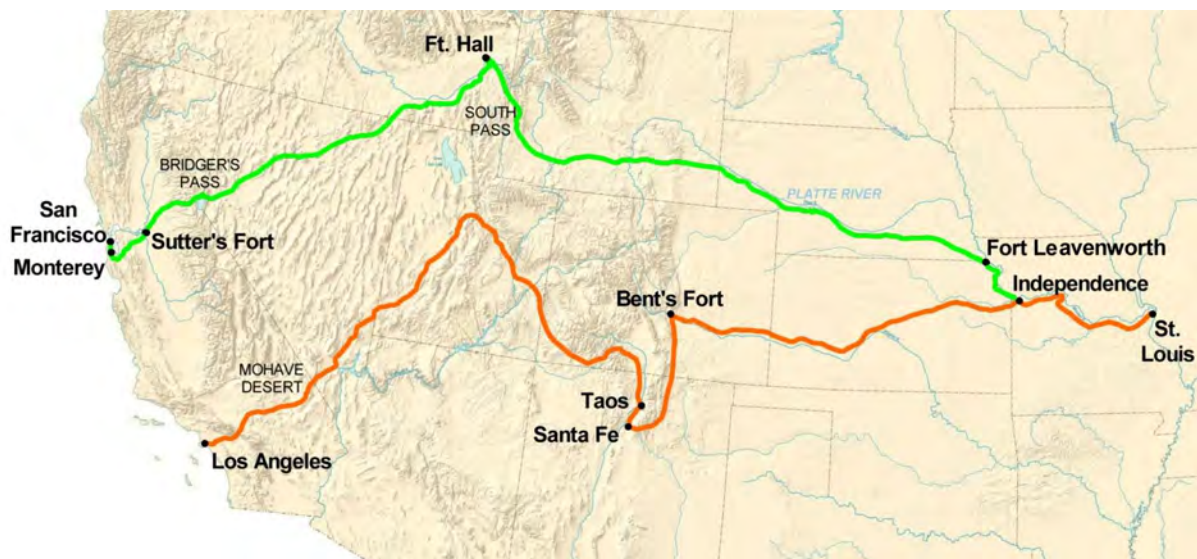 Ft. Hall
SOUTH
PASS
BRIDGER'S
PASS
PLATTE RIVER
San
Francisco
Sutter's Fort
Monterey
Fort Leavenworth
Independence
Bent's Fort
St.
Louis
MOHAVE
DESERT
Taos
Santa Fe
Los Angeles